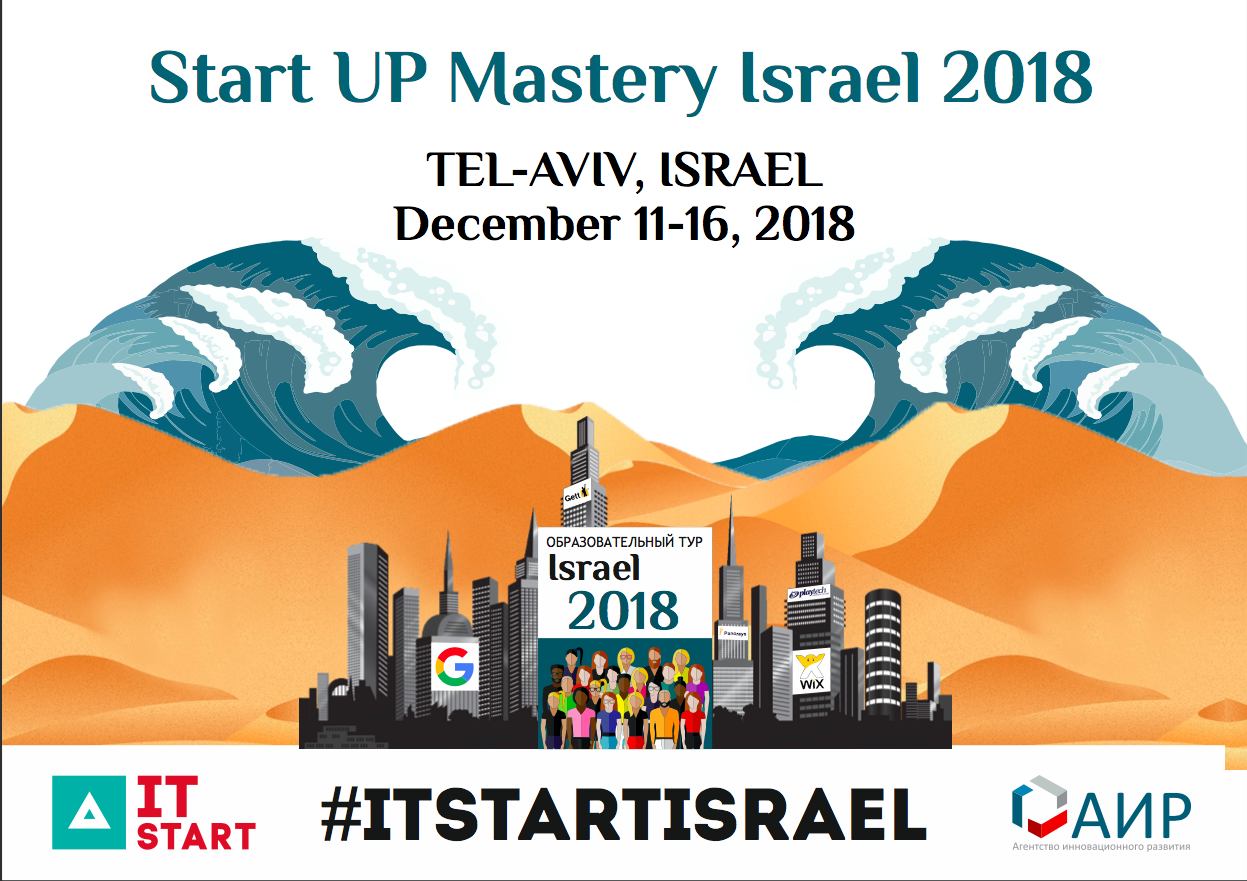 Start UP Mastery Israel 2018
TEL-AVIV, ISRAEL
December 11-16, 2018
Gett
ОБРАЗОВАТЕЛЬНЫЙ ТУР
Israel
2018
playtech
Panorays
G
WiX
IT
START
#ITSTARTISRAEL
АИР
Агентство инновационного развития